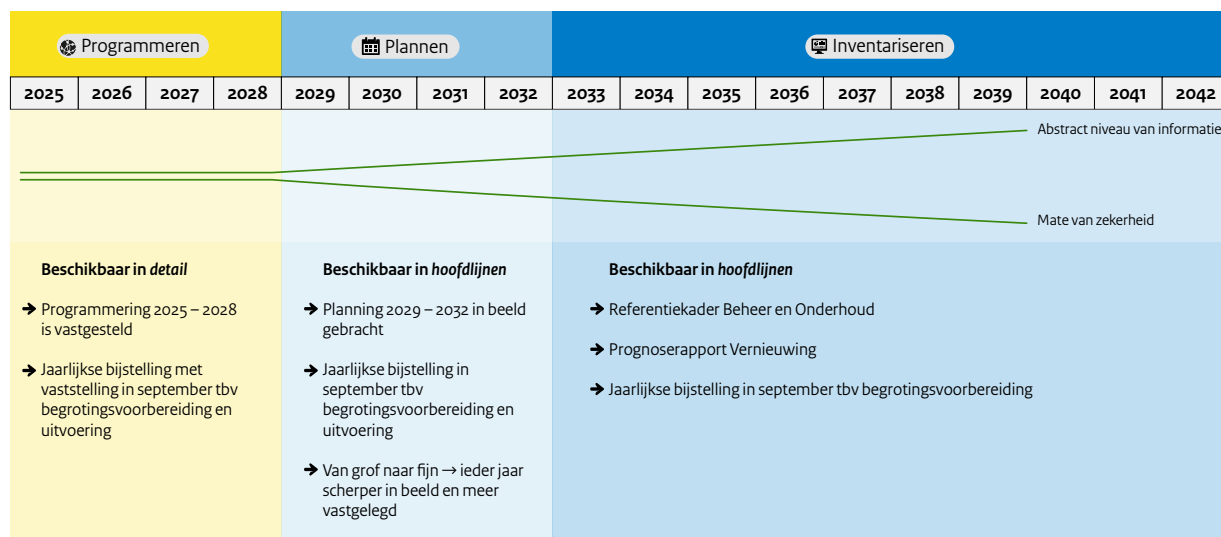 Programmeren
Plannen
Inventariseren
2025 2026 2027 2028 2029 2030 2031 2032 2033 2034 2035 2036 2037 2038 2039 2040 2041 2042
Abstract niveau van informatie
Mate van zekerheid
Beschikbaar in detail
➔ Programmering 2025 – 2028
is vastgesteld
➔ Jaarlijkse bijstelling met
vaststelling in september tbv
begrotingsvoorbereiding en
uitvoering
Beschikbaar in hoofdlijnen
➔ Planning 2029 – 2032 in beeld
gebracht
➔ Jaarlijkse bijstelling in
september tbv
begrotingsvoorbereiding en
uitvoering
➔ Van grof naar fijn → ieder jaar
scherper in beeld en meer
vastgelegd
Beschikbaar in hoofdlijnen
➔ Referentiekader Beheer en Onderhoud
➔ Prognoserapport Vernieuwing
➔ Jaarlijkse bijstelling in september tbv begrotingsvoorbereiding